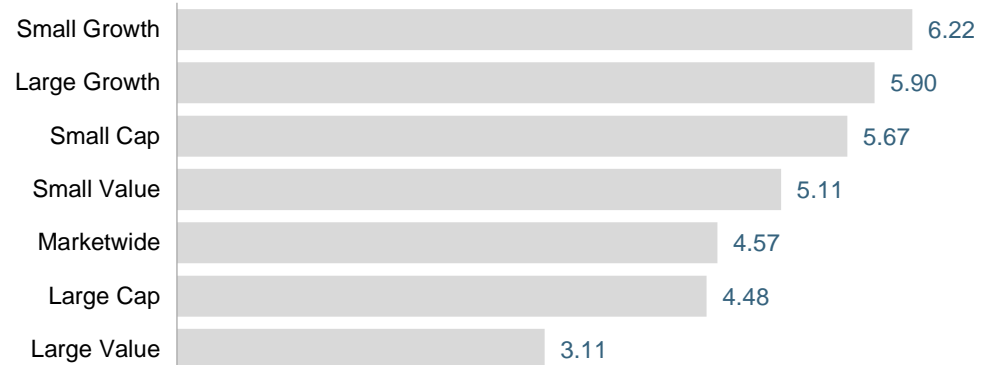 Small Growth 6.22
Large Growth 5.90
Small Cap 5.67
Small Value 5.11
Marketwide 4.57
Large Cap 4.48
Large Value 3.11